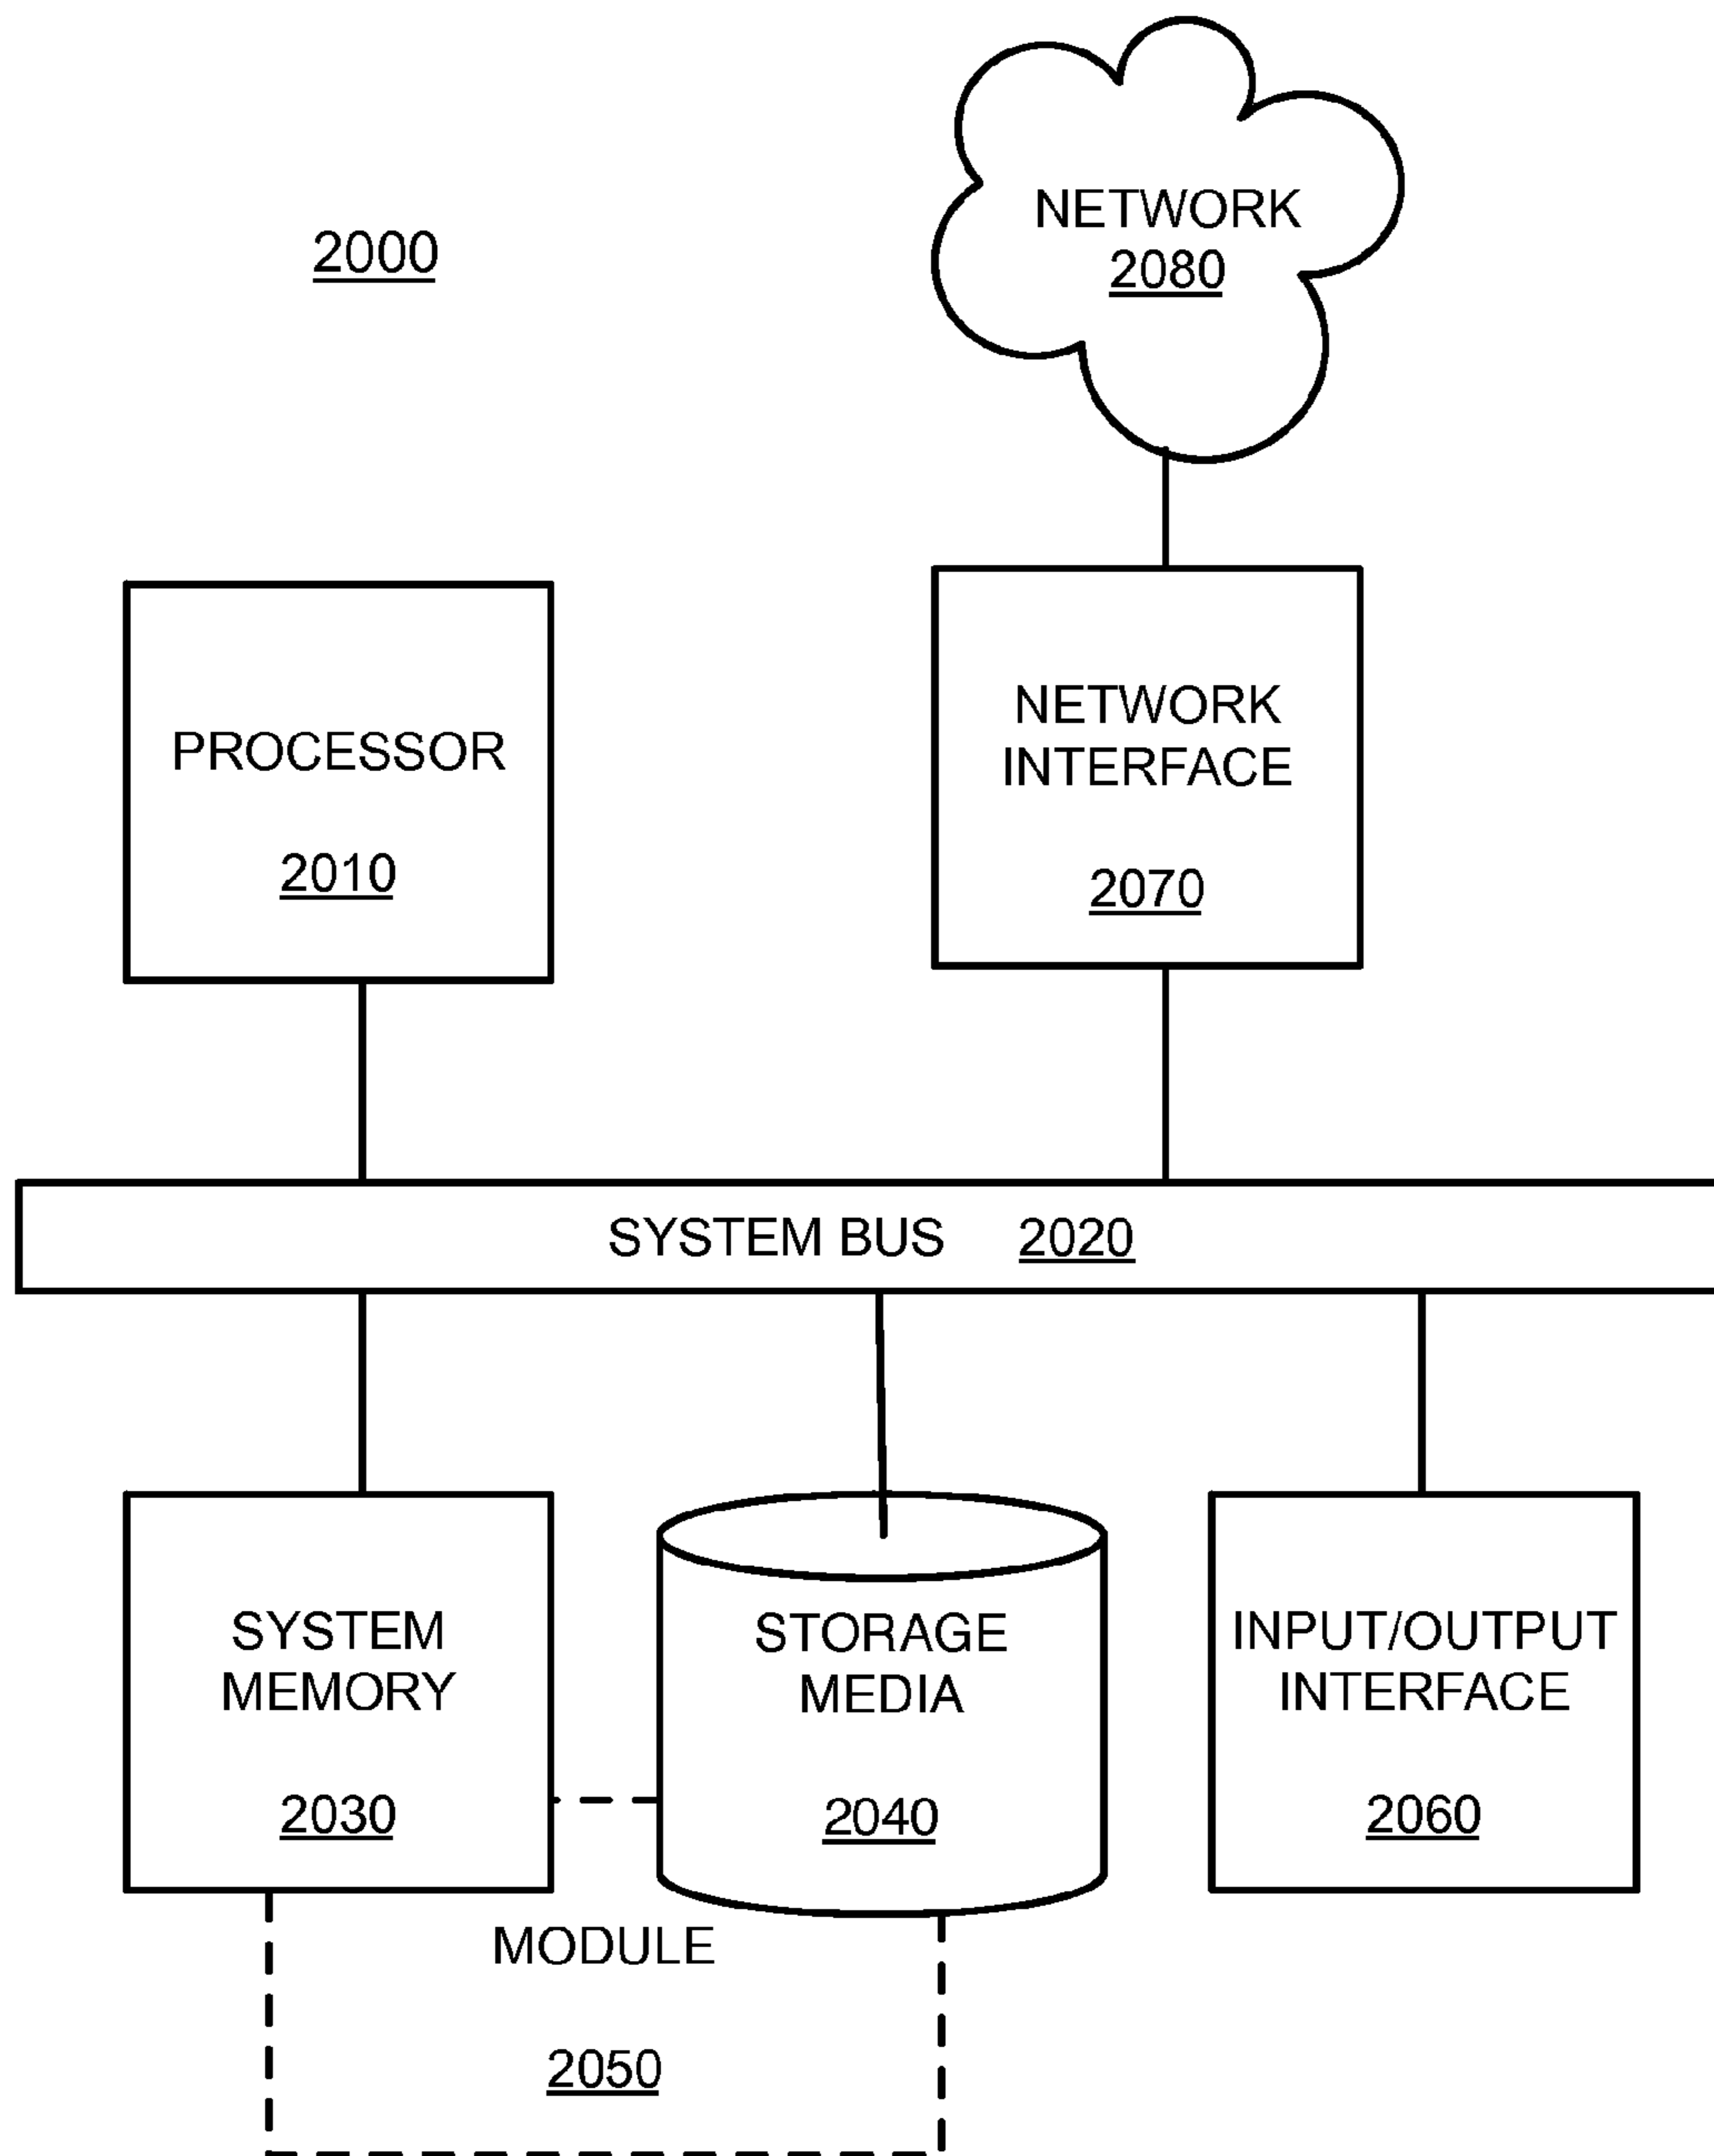 2000
NETWORK
2080
PROCESSOR
2010
NETWORK
INTERFACE
2070
SYSTEM BUS 2020
SYSTEM
MEMORY
2030
STORAGE
MEDIA
2040
INPUT/OUTPUT
INTERFACE
2060
MODULE
2050